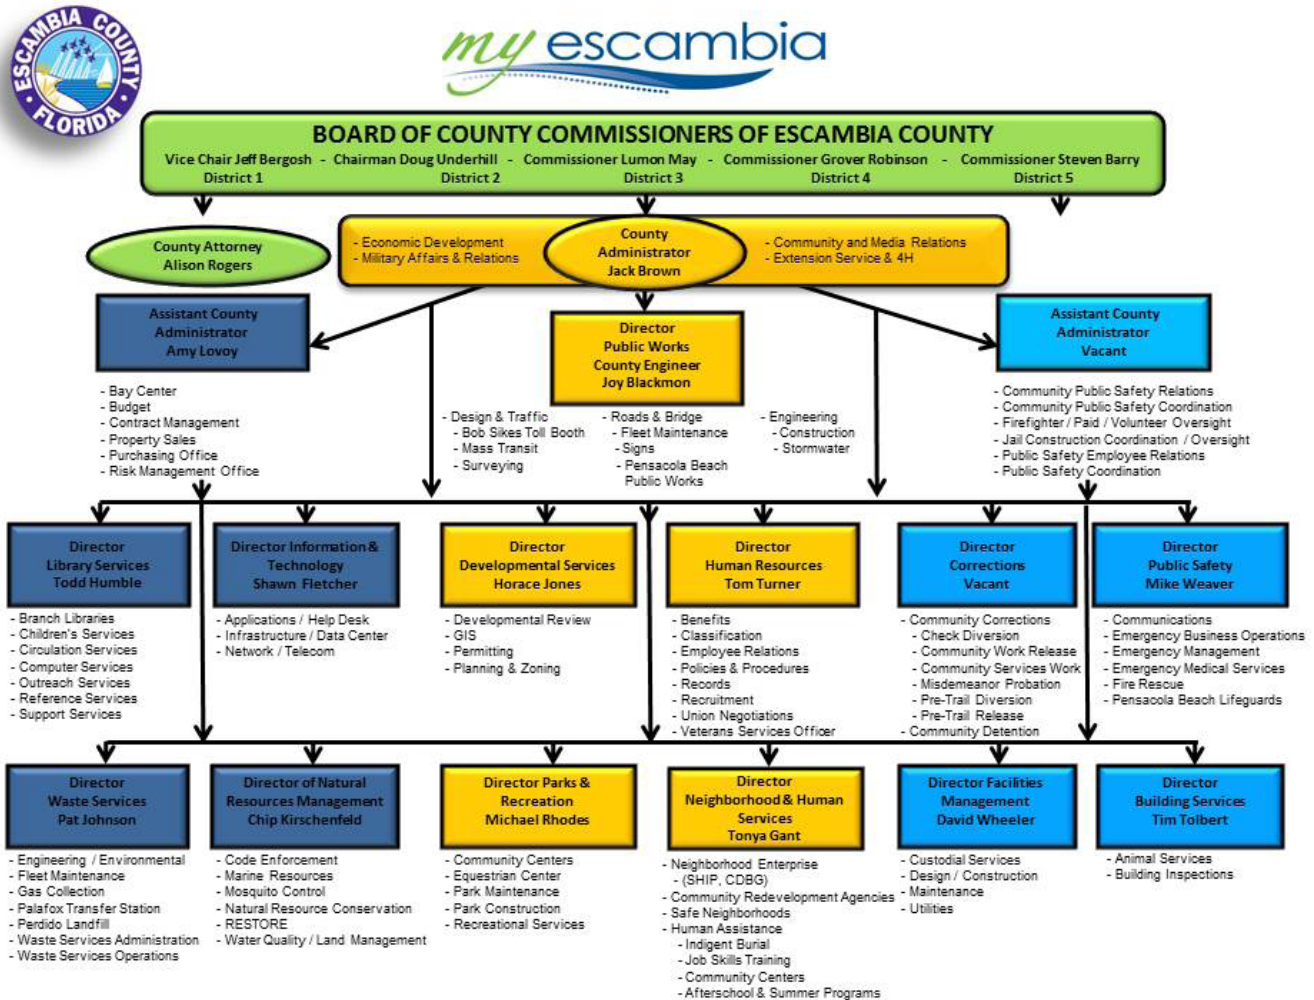 ESCAMBIA COUNTY
FLORIDA
my escambia
BOARD OF COUNTY COMMISSIONERS OF ESCAMBIA COUNTY
Vice Chair Jeff Bergosh - Chairman Doug Underhill - Commissioner Lumon May - Commissioner Grover Robinson - Commissioner Steven Barry
District 1 District 2 District 3 District 4 District 5
County Attorney
Alison Rogers
- Economic Development
- Military Affairs & Relations
County
Administrator
Jack Brown
- Community and Media Relations
- Extension Service & 4H
Assistant County
Administrator
Amy Lovoy
- Bay Center
- Budget
- Contract Management
- Property Sales
- Purchasing Office
- Risk Management Office
Director
Public Works
County Engineer
Joy Blackmon
- Design & Traffic
- Bob Sikes Toll Booth
- Mass Transit
- Surveying
- Roads & Bridge
- Fleet Maintenance
- Signs
- Pensacola Beach
Public Works
- Engineering
- Construction
- Stormwater
Assistant County
Administrator
Vacant
- Community Public Safety Relations
- Community Public Safety Coordination
- Firefighter / Paid / Volunteer Oversight
- Jail Construction Coordination / Oversight
- Public Safety Employee Relations
- Public Safety Coordination
Director
Library Services
Todd Humble
- Branch Libraries
- Children's Services
- Circulation Services
- Computer Services
- Outreach Services
- Reference Services
- Support Services
Director Information &
Technology
Shawn Fletcher
- Applications / Help Desk
- Infrastructure / Data Center
- Network / Telecom
Director
Developmental Services
Horace Jones
- Developmental Review
- GIS
- Permitting
- Planning & Zoning
Director
Human Resources
Tom Turner
- Benefits
- Classification
- Employee Relations
- Policies & Procedures
- Records
- Recruitment
- Union Negotiations
- Veterans Services Officer
Director
Corrections
Vacant
- Community Corrections
- Check Diversion
- Community Work Release
- Community Services Work
- Misdemeanor Probation
- Pre-Trail Diversion
- Pre-Trail Release
- Community Detention
Director
Public Safety
Mike Weaver
- Communications
- Emergency Business Operations
- Emergency Management
- Emergency Medical Services
- Fire Rescue
- Pensacola Beach Lifeguards
Director
Waste Services
Pat Johnson
- Engineering / Environmental
- Fleet Maintenance
- Gas Collection
- Palafox Transfer Station
- Perdido Landfill
- Waste Services Administration
- Waste Services Operations
Director of Natural
Resources Management
Chip Kirschenfeld
- Code Enforcement
- Marine Resources
- Mosquito Control
- Natural Resource Conservation
- RESTORE
- Water Quality / Land Management
Director Parks &
Recreation
Michael Rhodes
- Community Centers
- Equestrian Center
- Park Maintenance
- Park Construction
- Recreational Services
Director
Neighborhood & Human
Services
Tonya Gant
- Neighborhood Enterprise
- (SHIP, CDBG)
- Community Redevelopment Agencies
- Safe Neighborhoods
- Human Assistance
- Indigent Burial
- Job Skills Training
- Community Centers
- Afterschool & Summer Programs
Director Facilities
Management
David Wheeler
- Custodial Services
- Design / Construction
- Maintenance
- Utilities
Director
Building Services
Tim Tolbert
- Animal Services
- Building Inspections